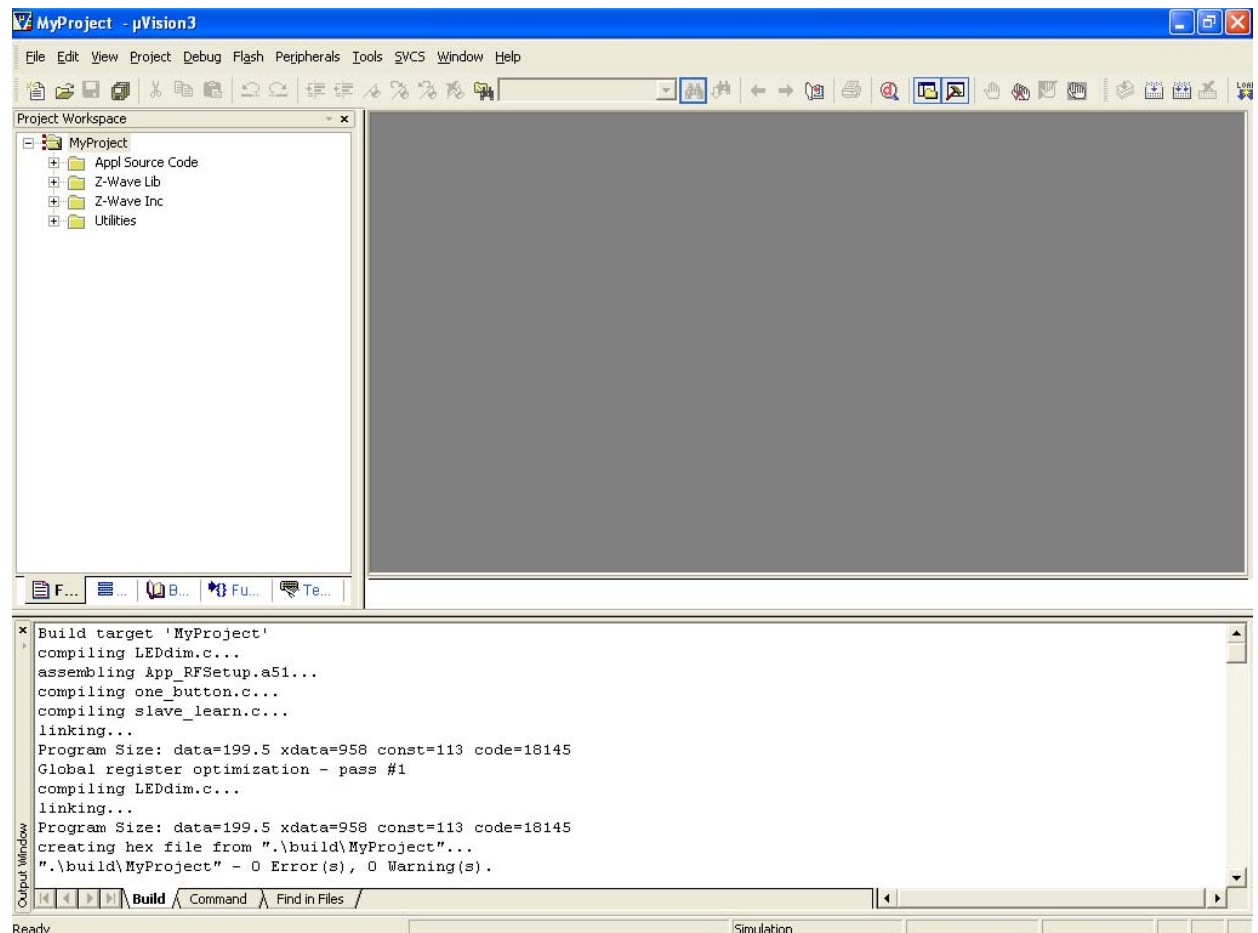 MyProject - µVision3
File Edit View Project Debug Flash Peripherals Tools SVCS Window Help
Project Workspace
MyProject
Appl Source Code
Z-Wave Lib
Z-Wave Inc
Utilities
F... ... B... Fu... Te...
Build target 'MyProject'
compiling LEDdim.c...
assembling App_RFSetup.a51...
compiling one_button.c...
compiling slave_learn.c...
linking...
Program Size: data=199.5 xdata=958 const=113 code=18145
Global register optimization - pass #1
compiling LEDdim.c...
linking...
Program Size: data=199.5 xdata=958 const=113 code=18145
creating hex file from ".\build\MyProject"...
".\build\MyProject" - 0 Error(s), 0 Warning(s).
Output Window
Build Command Find in Files
Ready Simulation